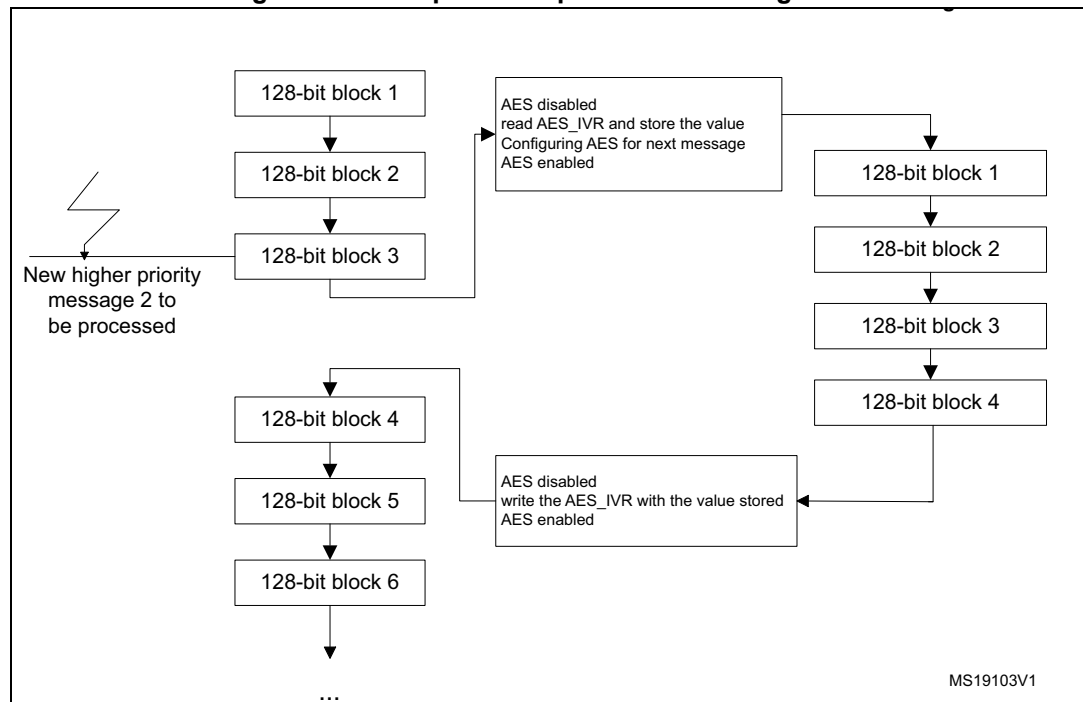 128-bit block 1
128-bit block 2
128-bit block 3
New higher priority
message 2 to
be processed
AES disabled
read AES_IVR and store the value
Configuring AES for next message
AES enabled
128-bit block 1
128-bit block 2
128-bit block 3
128-bit block 4
AES disabled
write the AES_IVR with the value stored
AES enabled
128-bit block 4
128-bit block 5
128-bit block 6
...
MS19103V1